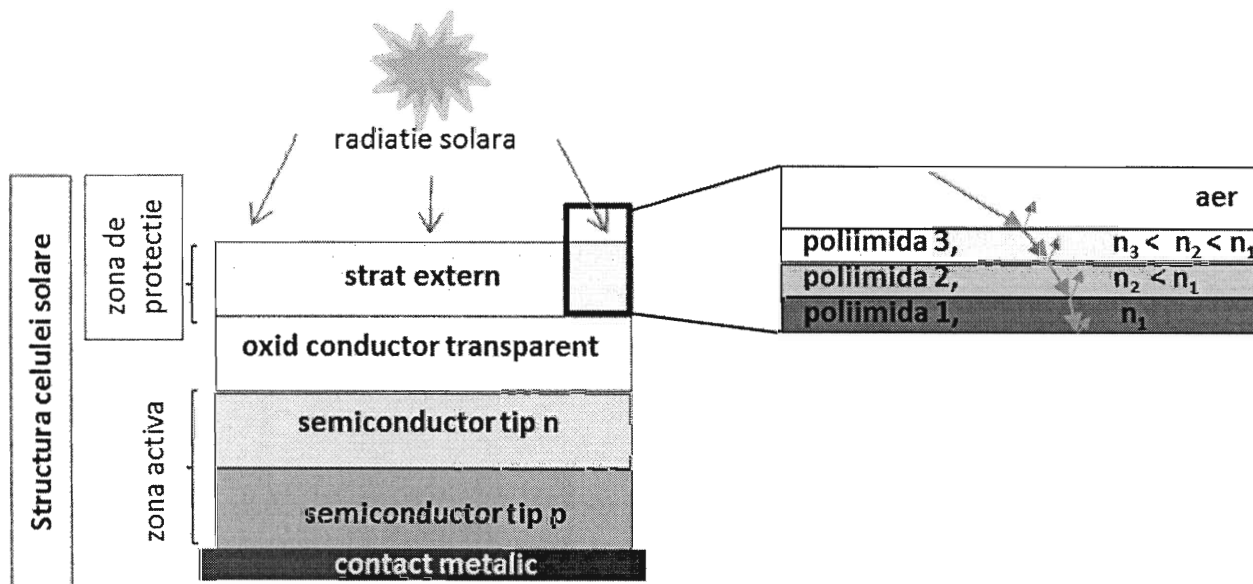 radiatie solara
Structura celulei solare
zona de
protectie
zona activa
strat extern
oxid conductor transparent
semiconductor tip n
semiconductor tip p
contact metalic
aer
poliimida 3, n₃ < n₂ < n₁
poliimida 2, n₂ < n₁
poliimida 1, n₁